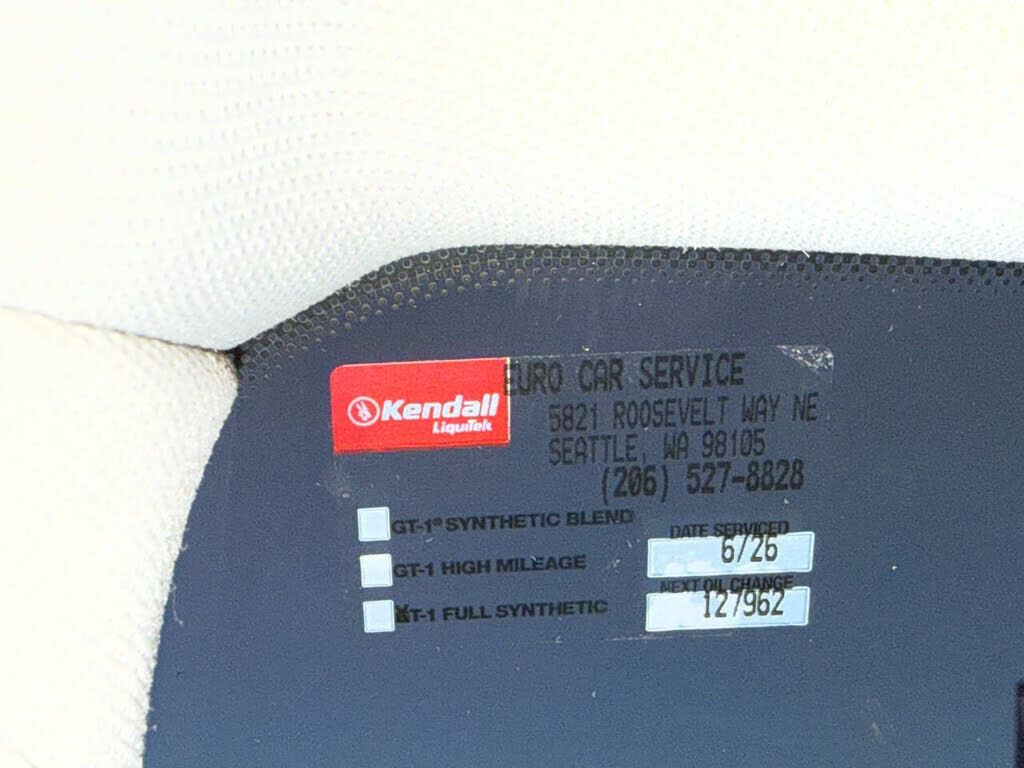 EURO CAR SERVICE
Kendall
LiquiTek
5821 ROOSEVELT WAY NE
SEATTLE, WA 98105
(206) 527-8828
GT-1® SYNTHETIC BLEND
GT-1 HIGH MILEAGE
GT-1 FULL SYNTHETIC
DATE SERVICED
6/26
NEXT OIL CHANGE
127962